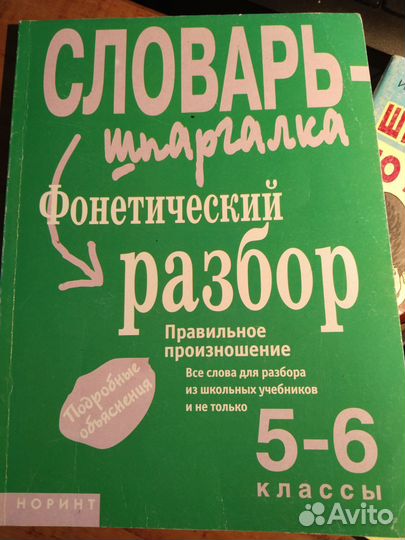 СЛОВАРЬ-
шпаргалка
Фонетический
разбор
Правильное
произношение
Все слова для разбора
из школьных учебников
и не только
Подробные
объяснения
5-6
классы
НОРИНТ
Avito